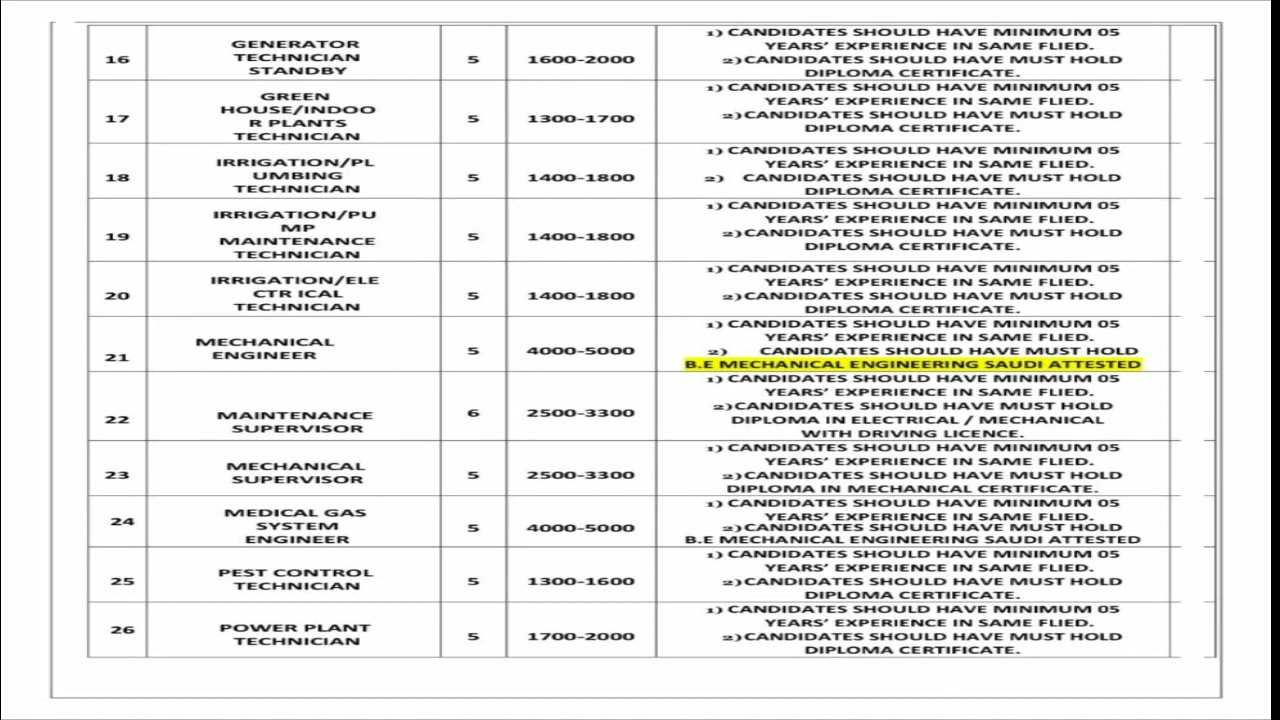 16
GENERATOR
TECHNICIAN
STANDBY
5
1600-2000
1) CANDIDATES SHOULD HAVE MINIMUM 05
YEARS’ EXPERIENCE IN SAME FLIED.
2)CANDIDATES SHOULD HAVE MUST HOLD
DIPLOMA CERTIFICATE.
17
GREEN
HOUSE/INDOO
R PLANTS
TECHNICIAN
5
1300-1700
1) CANDIDATES SHOULD HAVE MINIMUM 05
YEARS’ EXPERIENCE IN SAME FLIED.
2)CANDIDATES SHOULD HAVE MUST HOLD
DIPLOMA CERTIFICATE.
18
IRRIGATION/PL
UMBING
TECHNICIAN
5
1400-1800
1) CANDIDATES SHOULD HAVE MINIMUM 05
YEARS’ EXPERIENCE IN SAME FLIED.
2) CANDIDATES SHOULD HAVE MUST HOLD
DIPLOMA CERTIFICATE.
19
IRRIGATION/PU
MP
MAINTENANCE
TECHNICIAN
5
1400-1800
1) CANDIDATES SHOULD HAVE MINIMUM 05
YEARS’ EXPERIENCE IN SAME FLIED.
2)CANDIDATES SHOULD HAVE MUST HOLD
DIPLOMA CERTIFICATE.
20
IRRIGATION/ELE
CTR ICAL
TECHNICIAN
5
1400-1800
1) CANDIDATES SHOULD HAVE MINIMUM 05
YEARS’ EXPERIENCE IN SAME FLIED.
2)CANDIDATES SHOULD HAVE MUST HOLD
DIPLOMA CERTIFICATE.
21
MECHANICAL
ENGINEER
5
4000-5000
1) CANDIDATES SHOULD HAVE MINIMUM 05
YEARS’ EXPERIENCE IN SAME FLIED.
2) CANDIDATES SHOULD HAVE MUST HOLD
B.E MECHANICAL ENGINEERING SAUDI ATTESTED
22
MAINTENANCE
SUPERVISOR
6
2500-3300
1) CANDIDATES SHOULD HAVE MINIMUM 05
YEARS’ EXPERIENCE IN SAME FLIED.
2)CANDIDATES SHOULD HAVE MUST HOLD
DIPLOMA IN ELECTRICAL / MECHANICAL
WITH DRIVING LICENCE.
23
MECHANICAL
SUPERVISOR
5
2500-3300
1) CANDIDATES SHOULD HAVE MINIMUM 05
YEARS’ EXPERIENCE IN SAME FLIED.
2)CANDIDATES SHOULD HAVE MUST HOLD
DIPLOMA IN MECHANICAL CERTIFICATE.
24
MEDICAL GAS
SYSTEM
ENGINEER
5
4000-5000
1) CANDIDATES SHOULD HAVE MINIMUM 05
YEARS’ EXPERIENCE IN SAME FLIED.
2)CANDIDATES SHOULD HAVE MUST HOLD
B.E MECHANICAL ENGINEERING SAUDI ATTESTED
25
PEST CONTROL
TECHNICIAN
5
1300-1600
1) CANDIDATES SHOULD HAVE MINIMUM 05
YEARS’ EXPERIENCE IN SAME FLIED.
2)CANDIDATES SHOULD HAVE MUST HOLD
DIPLOMA CERTIFICATE.
26
POWER PLANT
TECHNICIAN
5
1700-2000
1) CANDIDATES SHOULD HAVE MINIMUM 05
YEARS’ EXPERIENCE IN SAME FLIED.
2)CANDIDATES SHOULD HAVE MUST HOLD
DIPLOMA CERTIFICATE.